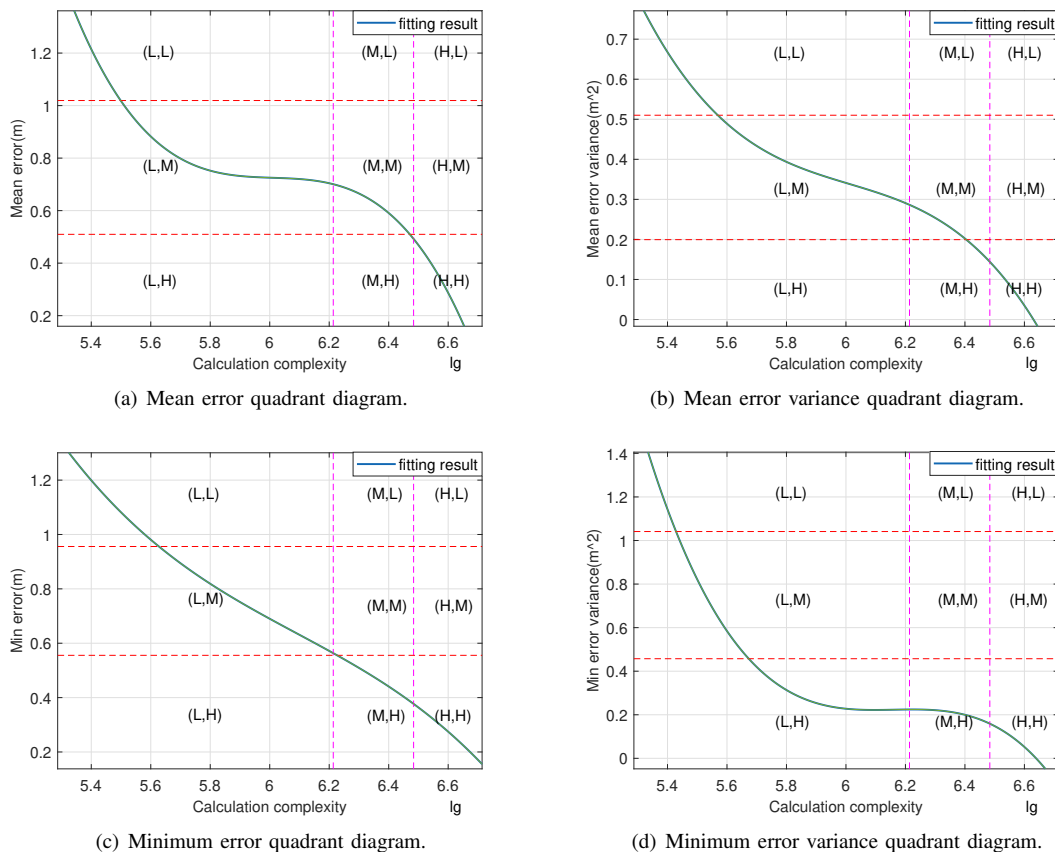 fitting result
1.2
1
0.8
0.6
0.4
0.2
Mean error(m)
(L,L) (M,L) (H,L)
(L,M) (M,M) (H,M)
(L,H) (M,H) (H,H)
5.4 5.6 5.8 6 6.2 6.4 6.6
Calculation complexity lg
(a) Mean error quadrant diagram.
fitting result
0.7
0.6
0.5
0.4
0.3
0.2
0.1
0
Mean error variance(m^2)
(L,L) (M,L) (H,L)
(L,M) (M,M) (H,M)
(L,H) (M,H) (H,H)
5.4 5.6 5.8 6 6.2 6.4 6.6
Calculation complexity lg
(b) Mean error variance quadrant diagram.
fitting result
1.2
1
0.8
0.6
0.4
0.2
Min error(m)
(L,L) (M,L) (H,L)
(L,M) (M,M) (H,M)
(L,H) (M,H) (H,H)
5.4 5.6 5.8 6 6.2 6.4 6.6
Calculation complexity lg
(c) Minimum error quadrant diagram.
fitting result
1.4
1.2
1
0.8
0.6
0.4
0.2
0
Min error variance(m^2)
(L,L) (M,L) (H,L)
(L,M) (M,M) (H,M)
(L,H) (M,H) (H,H)
5.4 5.6 5.8 6 6.2 6.4 6.6
Calculation complexity lg
(d) Minimum error variance quadrant diagram.